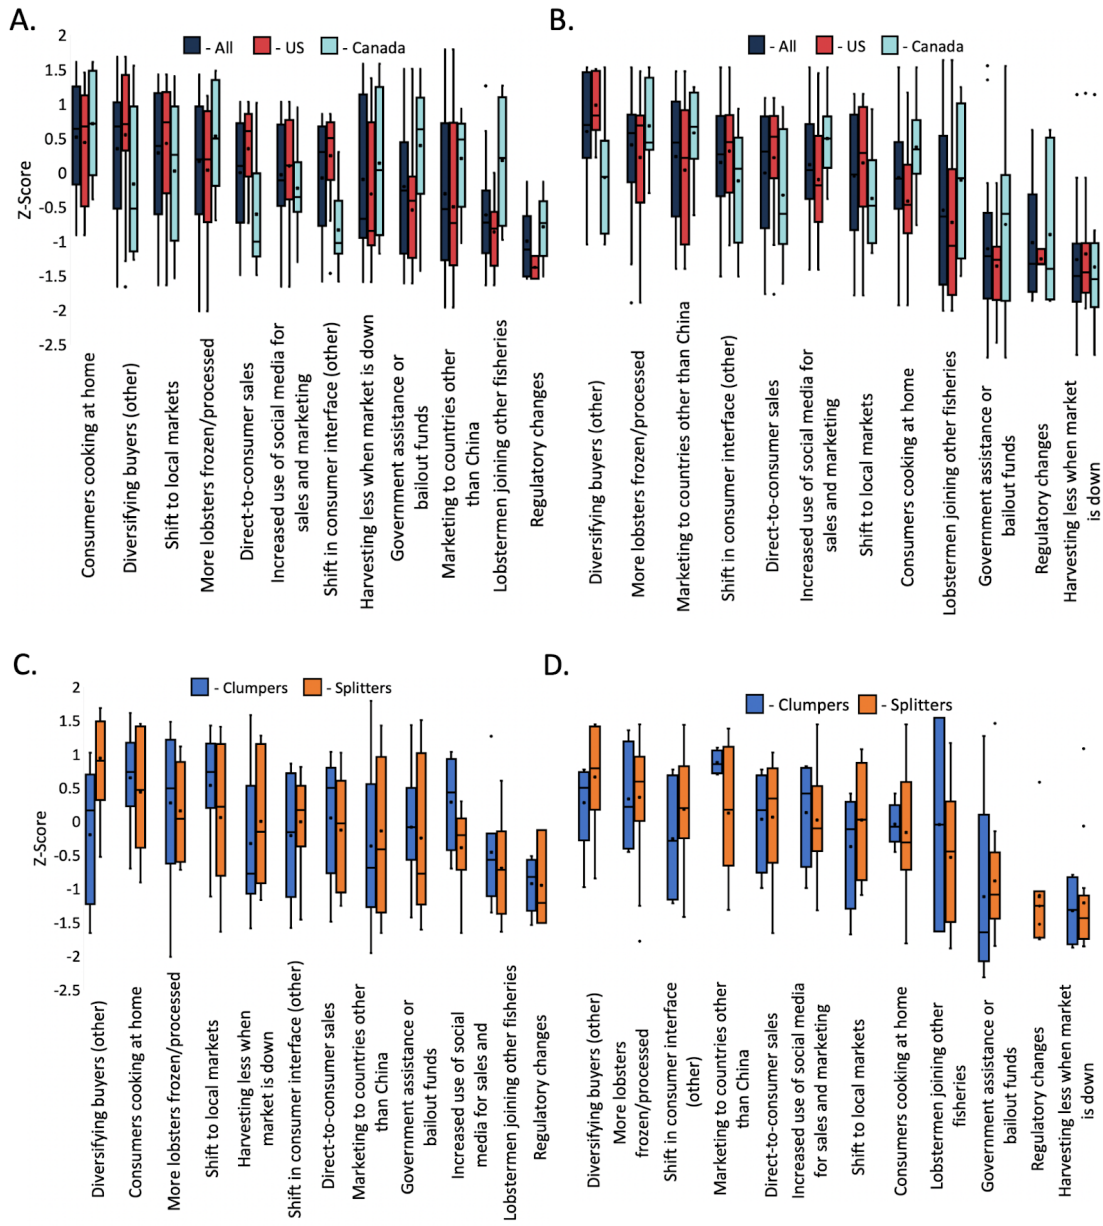 A.
B.
- All - US - Canada
- All - US - Canada
Z-Score
2
1.5
1
0.5
0
-0.5
-1
-1.5
-2
-2.5
Consumers cooking at home
Diversifying buyers (other)
Shift to local markets
More lobsters frozen/processed
Direct-to-consumer sales
Increased use of social media for
sales and marketing
Shift in consumer interface (other)
Harvesting less when market is down
Government assistance or
bailout funds
Marketing to countries other
than China
Lobstermen joining other fisheries
Regulatory changes
Diversifying buyers (other)
More lobsters frozen/processed
Marketing to countries other than China
Shift in consumer interface (other)
Direct-to-consumer sales
Increased use of social media for
sales and marketing
Shift to local markets
Consumers cooking at home
Lobstermen joining other fisheries
Government assistance or
bailout funds
Regulatory changes
Harvesting less when market
is down
C.
D.
- Clumpers - Splitters
- Clumpers - Splitters
Z-Score
2
1.5
1
0.5
0
-0.5
-1
-1.5
-2
-2.5
Diversifying buyers (other)
Consumers cooking at home
More lobsters frozen/processed
Shift to local markets
Harvesting less when
market is down
Shift in consumer interface (other)
Direct-to-consumer sales
Marketing to countries other
than China
Government assistance or
bailout funds
Increased use of social
media for sales and
Lobstermen joining other fisheries
Regulatory changes
Diversifying buyers (other)
More lobsters
frozen/processed
Shift in consumer interface
(other)
Marketing to countries other
than China
Direct-to-consumer sales
Increased use of social media
for sales and marketing
Shift to local markets
Consumers cooking at home
Lobstermen joining other
fisheries
Government assistance or
bailout funds
Regulatory changes
Harvesting less when market
is down